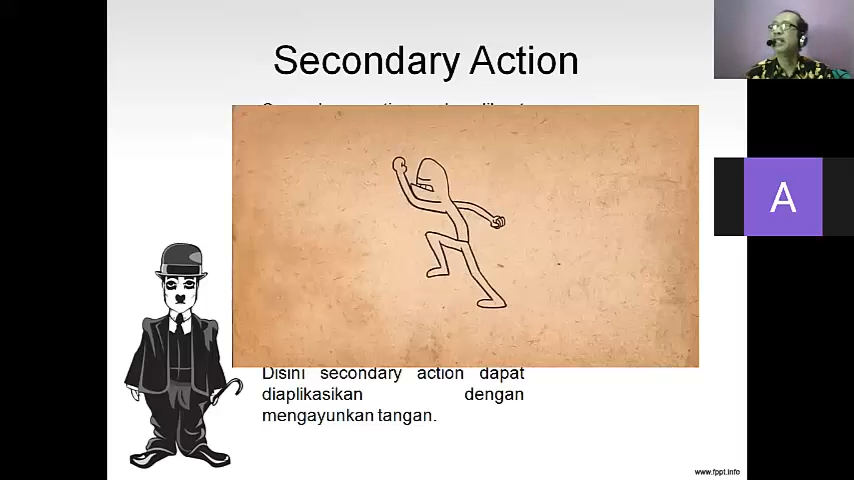 Secondary Action
Disini secondary action dapat
diaplikasikan dengan
mengayunkan tangan.
www.fppt.info
A